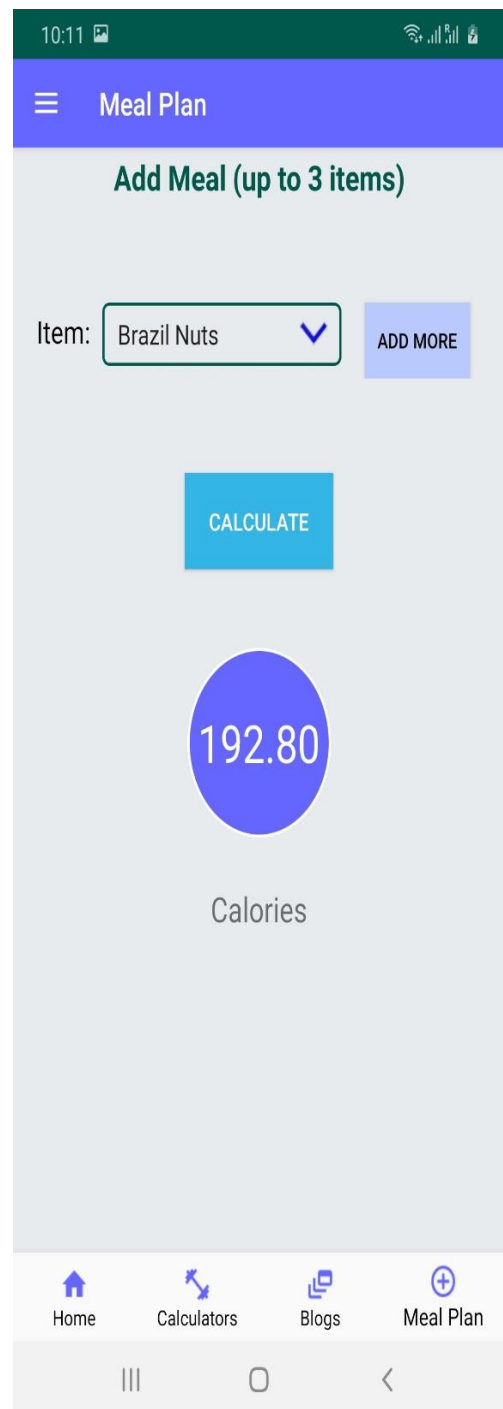 10:11
Meal Plan
Add Meal (up to 3 items)
Item: Brazil Nuts ADD MORE
CALCULATE
192.80
Calories
Home Calculators Blogs Meal Plan